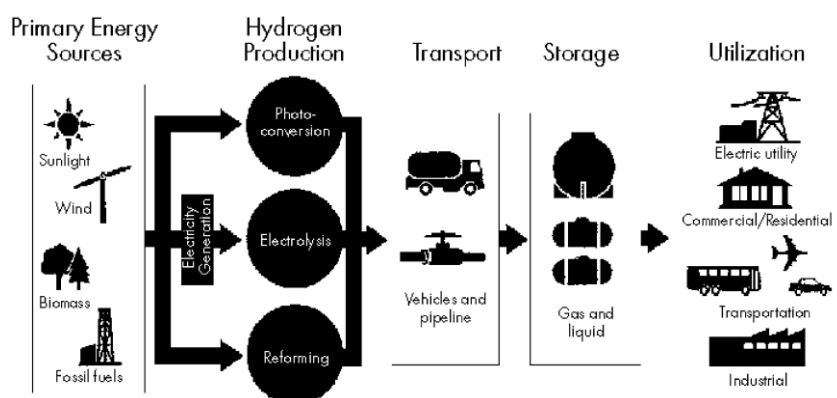 Primary Energy
Sources
Hydrogen
Production
Transport
Storage
Utilization
Sunlight
Wind
Biomass
Fossil fuels
Electricity
Generation
Photo-
conversion
Electrolysis
Reforming
Vehicles and
pipeline
Gas and
liquid
Electric utility
Commercial/Residential
Transportation
Industrial